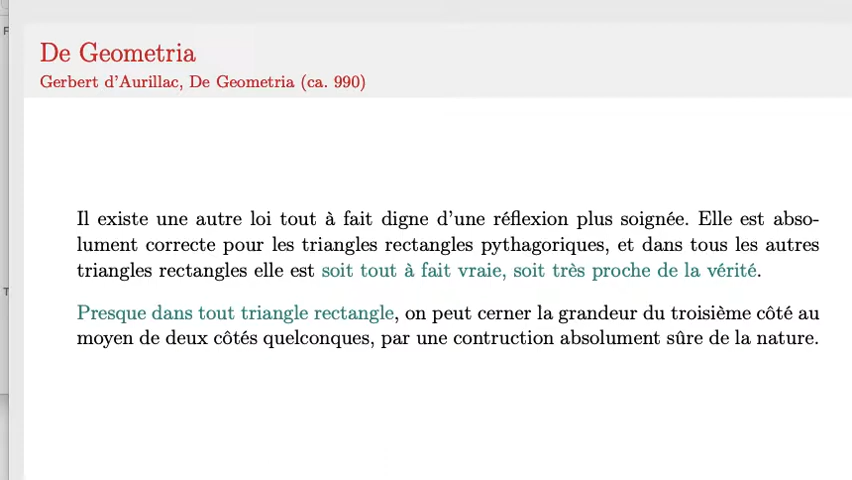 F
De Geometria
Gerbert d'Aurillac, De Geometria (ca. 990)
Il existe une autre loi tout à fait digne d'une réflexion plus soignée. Elle est abso-
lument correcte pour les triangles rectangles pythagoriques, et dans tous les autres
triangles rectangles elle est soit tout à fait vraie, soit très proche de la vérité.
T
Presque dans tout triangle rectangle, on peut cerner la grandeur du troisième côté au
moyen de deux côtés quelconques, par une contruction absolument sûre de la nature.